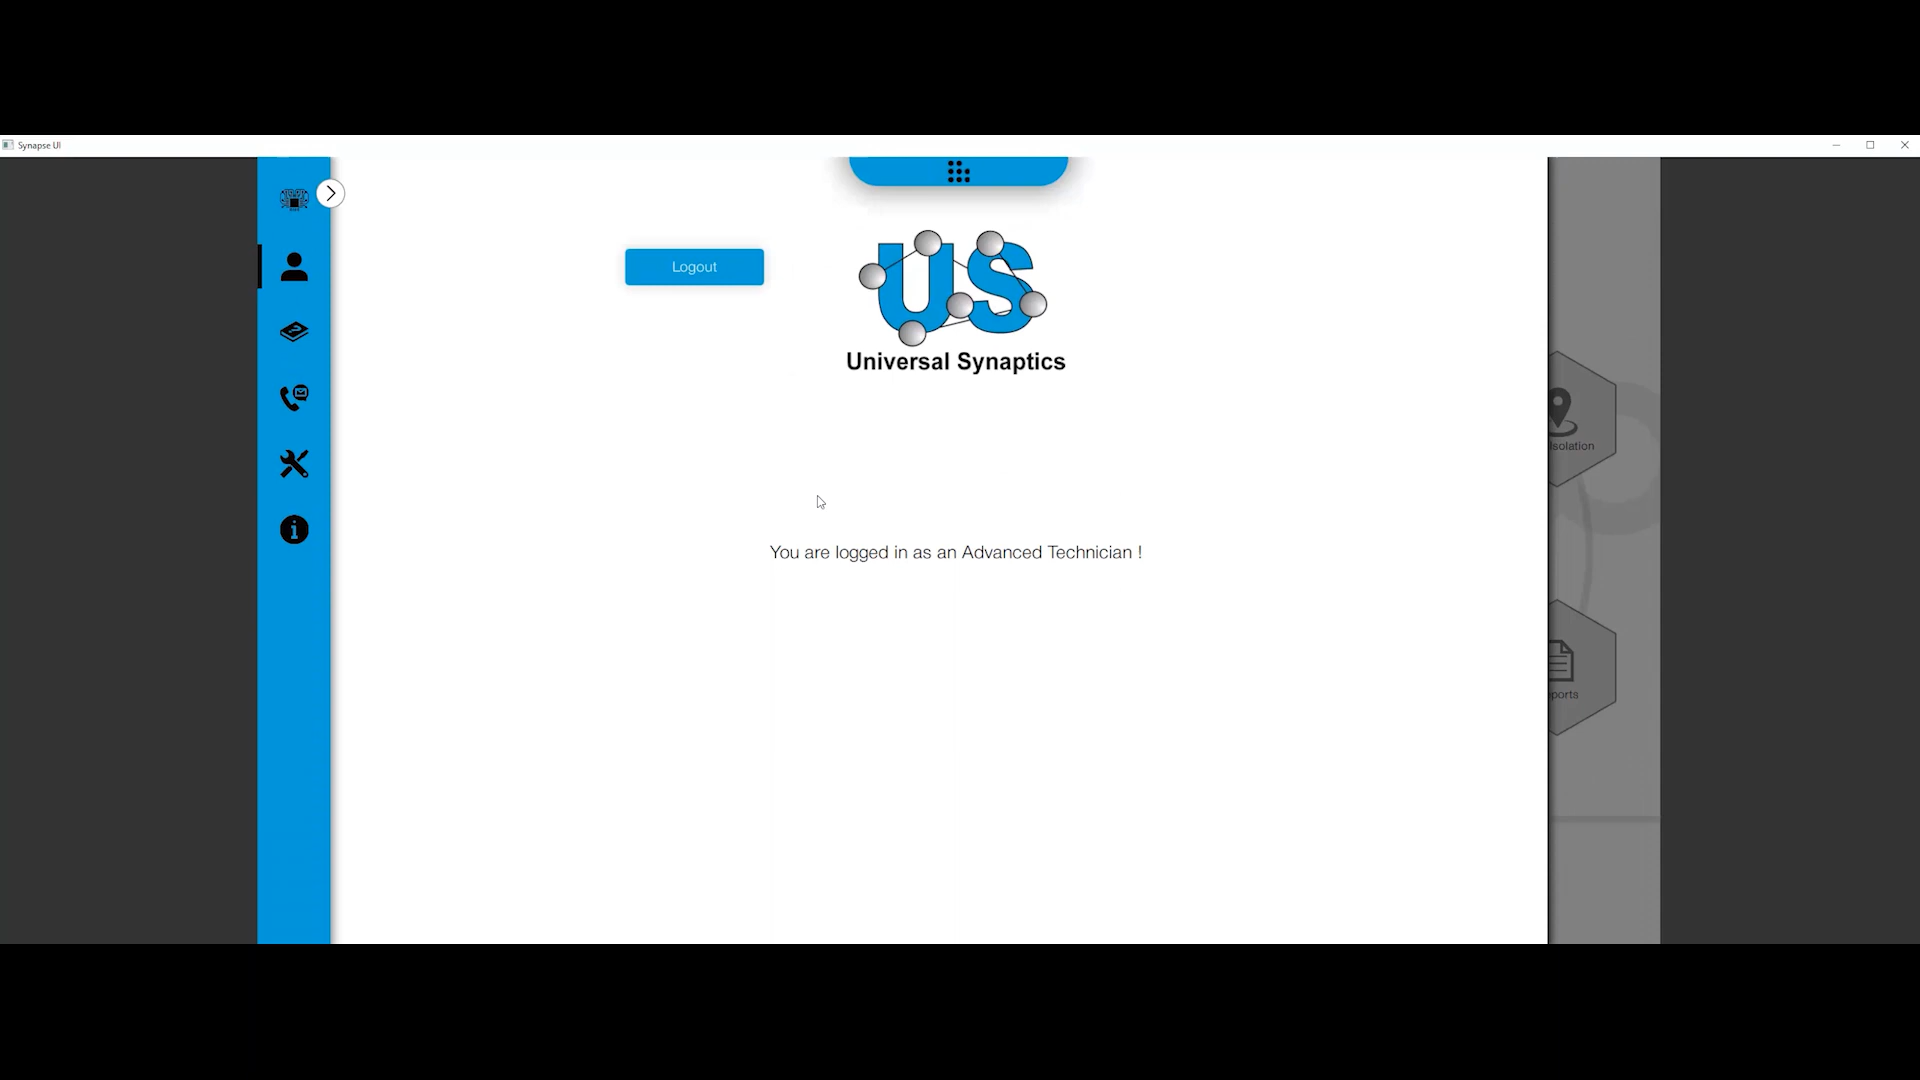 Synapse UI
Logout
US
Universal Synaptics
Isolation
ports
You are logged in as an Advanced Technician !